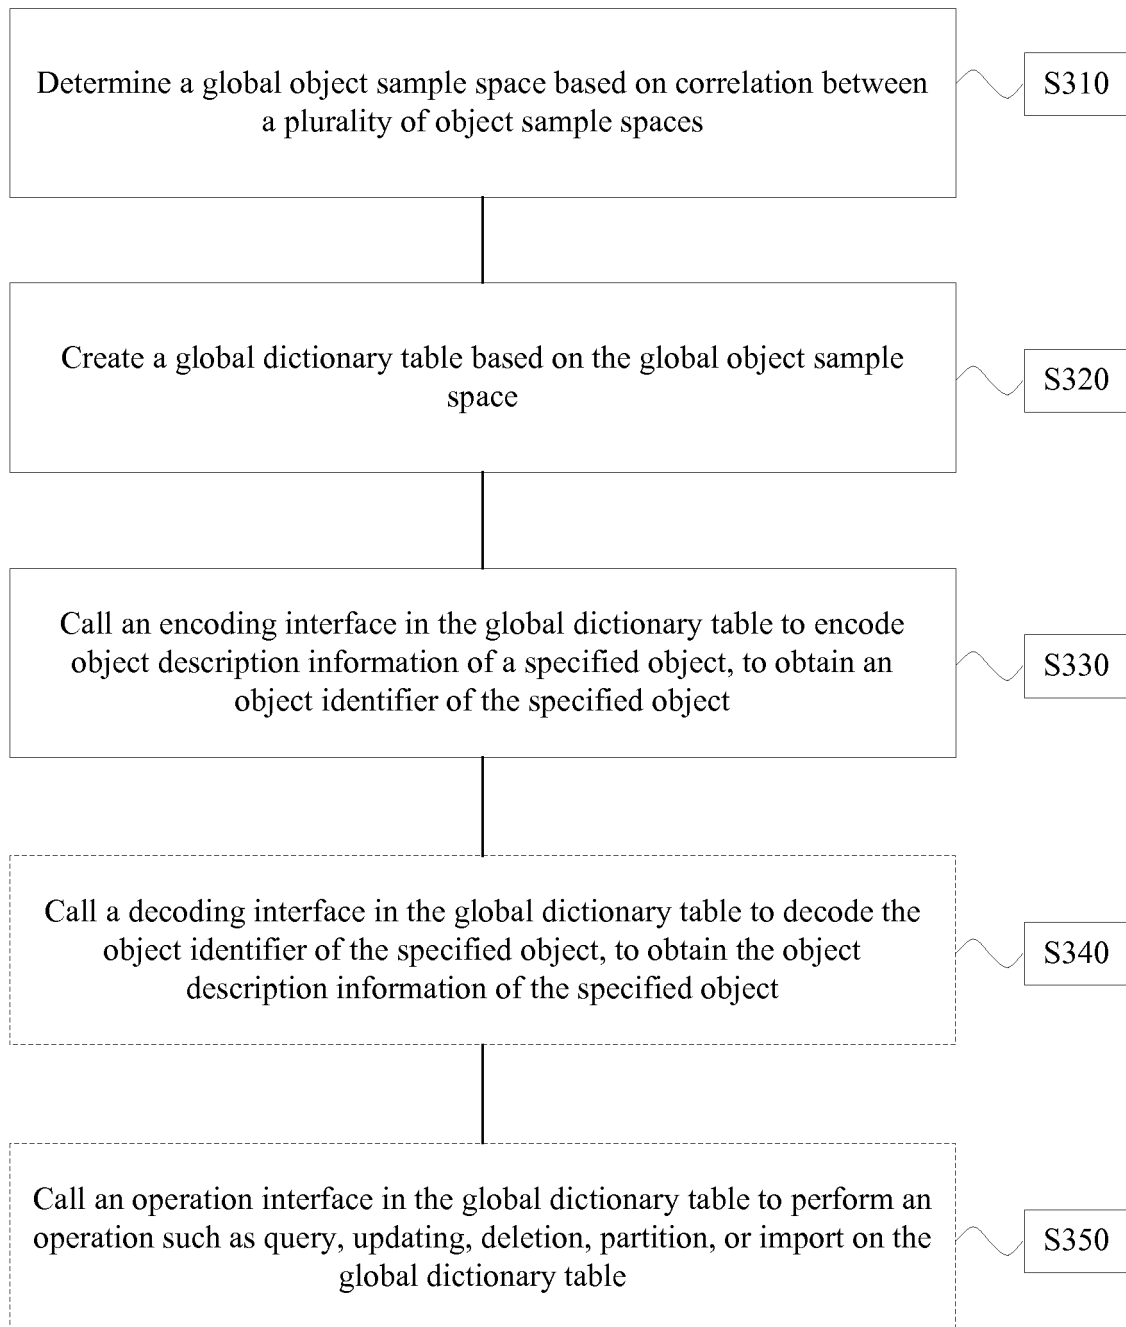 Determine a global object sample space based on correlation between
a plurality of object sample spaces
S310
Create a global dictionary table based on the global object sample
space
S320
Call an encoding interface in the global dictionary table to encode
object description information of a specified object, to obtain an
object identifier of the specified object
S330
Call a decoding interface in the global dictionary table to decode the
object identifier of the specified object, to obtain the object
description information of the specified object
S340
Call an operation interface in the global dictionary table to perform an
operation such as query, updating, deletion, partition, or import on the
global dictionary table
S350